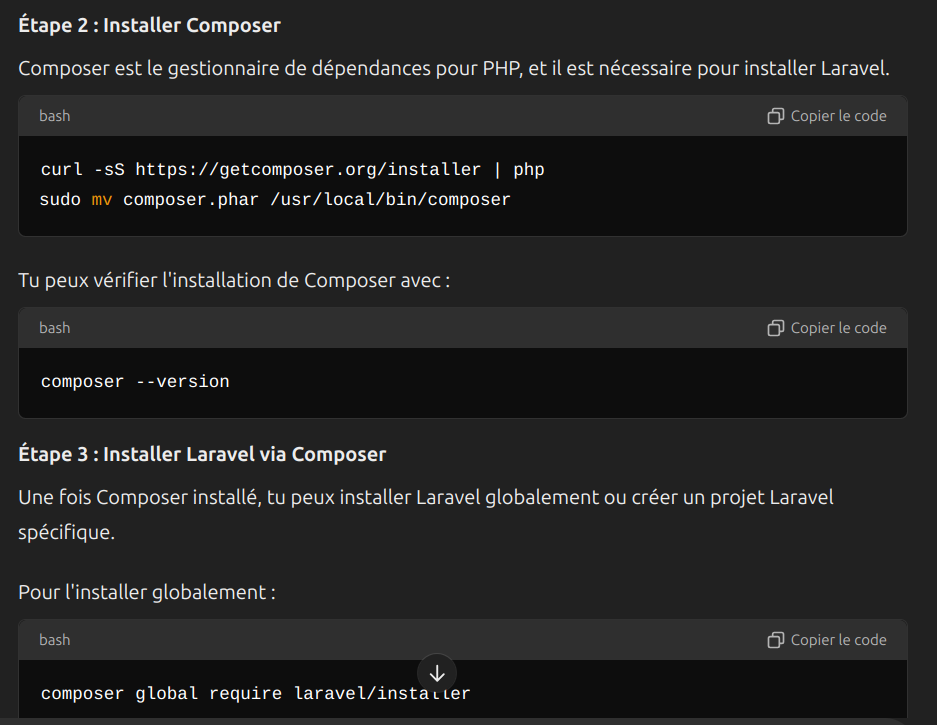 Étape 2 : Installer Composer
Composer est le gestionnaire de dépendances pour PHP, et il est nécessaire pour installer Laravel.
bash
Copier le code
curl -sS https://getcomposer.org/installer | php
sudo mv composer.phar /usr/local/bin/composer
Tu peux vérifier l'installation de Composer avec :
bash
Copier le code
composer --version
Étape 3 : Installer Laravel via Composer
Une fois Composer installé, tu peux installer Laravel globalement ou créer un projet Laravel
spécifique.
Pour l'installer globalement :
bash
Copier le code
composer global require laravel/installer